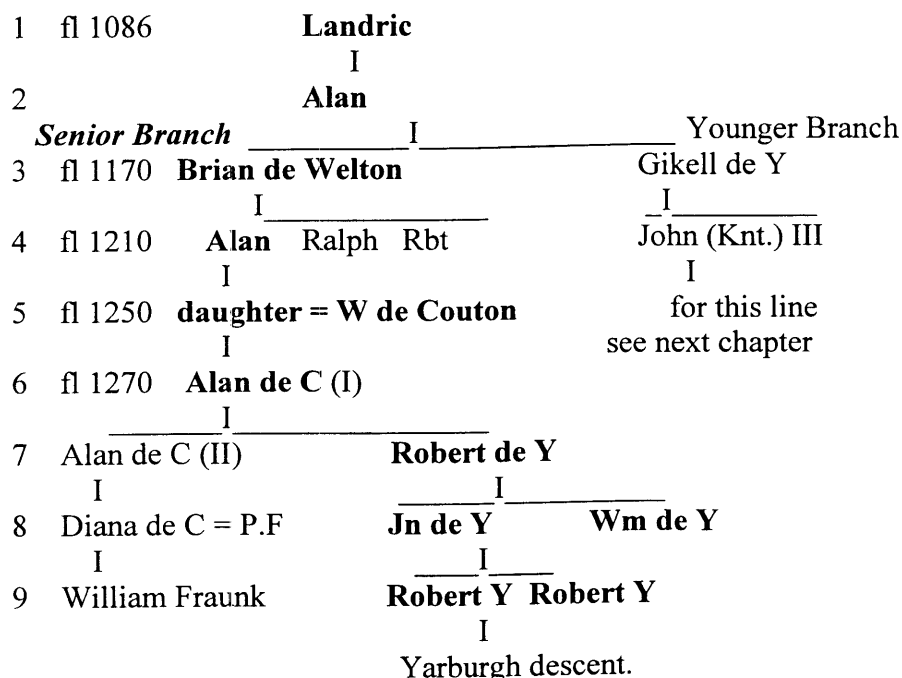 1 fl 1086 Landric
I
2 Alan
Senior Branch I Younger Branch
3 fl 1170 Brian de Welton Gikell de Y
I I
4 fl 1210 Alan Ralph Rbt John (Knt.) III
I I
5 fl 1250 daughter = W de Couton for this line
I see next chapter
6 fl 1270 Alan de C (I)
I
7 Alan de C (II) Robert de Y
I I
8 Diana de C = P.F Jn de Y Wm de Y
I I
9 William Fraunk Robert Y Robert Y
I
Yarburgh descent.